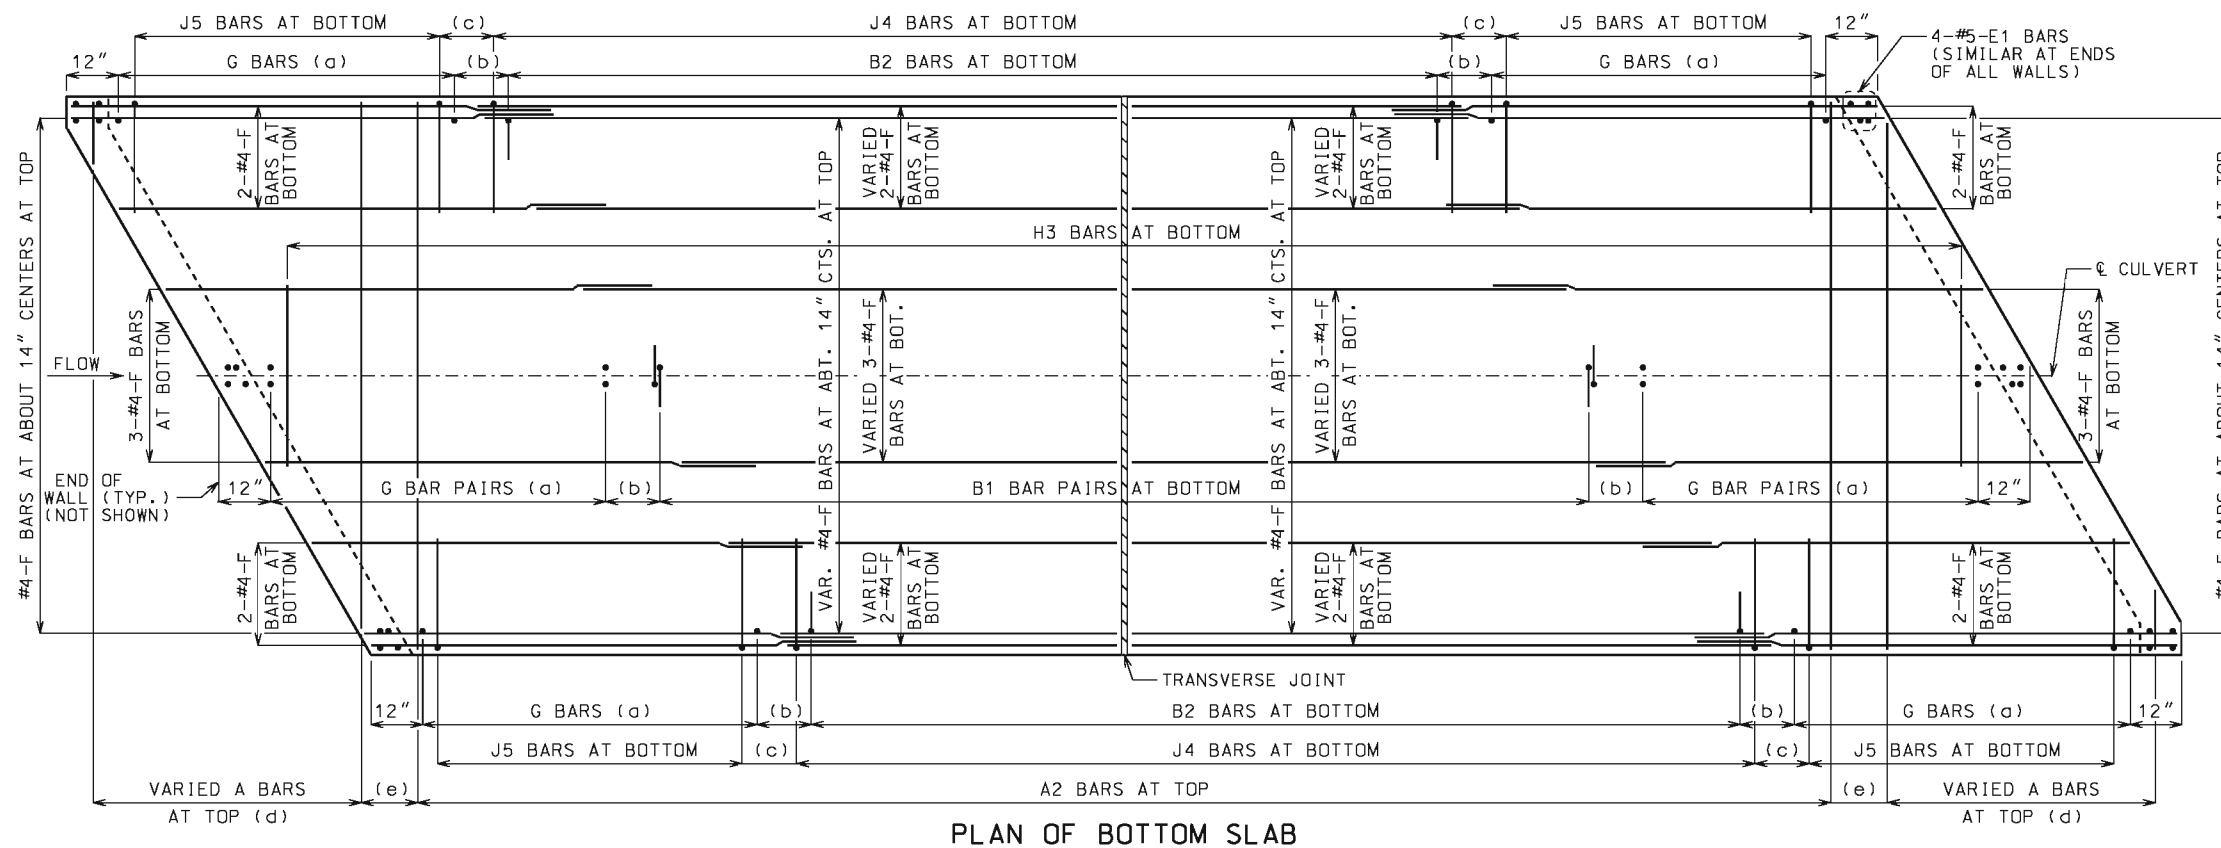 J5 BARS AT BOTTOM
(c)
J4 BARS AT BOTTOM
(c)
J5 BARS AT BOTTOM
12"
4-#5-E1 BARS
(SIMILAR AT ENDS
OF ALL WALLS)
12"
G BARS (a)
(b)
B2 BARS AT BOTTOM
(b)
G BARS (a)
#4-F BARS AT ABOUT 14" CENTERS AT TOP
2-#4-F
BARS AT
BOTTOM
VARIED
2-#4-F
BARS AT
BOTTOM
VARIED
2-#4-F
BARS AT
BOTTOM
2-#4-F
BARS AT
BOTTOM
H3 BARS AT BOTTOM
℄ CULVERT
FLOW
3-#4-F BARS
AT BOTTOM
VAR. #4-F BARS AT ABT. 14" CTS. AT TOP
VARIED 3-#4-F
BARS AT BOT.
VAR. #4-F BARS AT ABT. 14" CTS. AT TOP
VARIED 3-#4-F
BARS AT BOT.
3-#4-F BARS
AT BOTTOM
#4-F BARS AT ABOUT 14" CENTERS AT TOP
END OF
WALL (TYP.)
(NOT SHOWN)
12"
G BAR PAIRS (a)
(b)
B1 BAR PAIRS AT BOTTOM
(b)
G BAR PAIRS (a)
12"
2-#4-F
BARS AT
BOTTOM
VARIED
2-#4-F
BARS AT
BOTTOM
VARIED
2-#4-F
BARS AT
BOTTOM
2-#4-F
BARS AT
BOTTOM
TRANSVERSE JOINT
12"
G BARS (a)
(b)
B2 BARS AT BOTTOM
(b)
G BARS (a)
12"
J5 BARS AT BOTTOM
(c)
J4 BARS AT BOTTOM
(c)
J5 BARS AT BOTTOM
VARIED A BARS
AT TOP (d)
(e)
A2 BARS AT TOP
(e)
VARIED A BARS
AT TOP (d)
PLAN OF BOTTOM SLAB